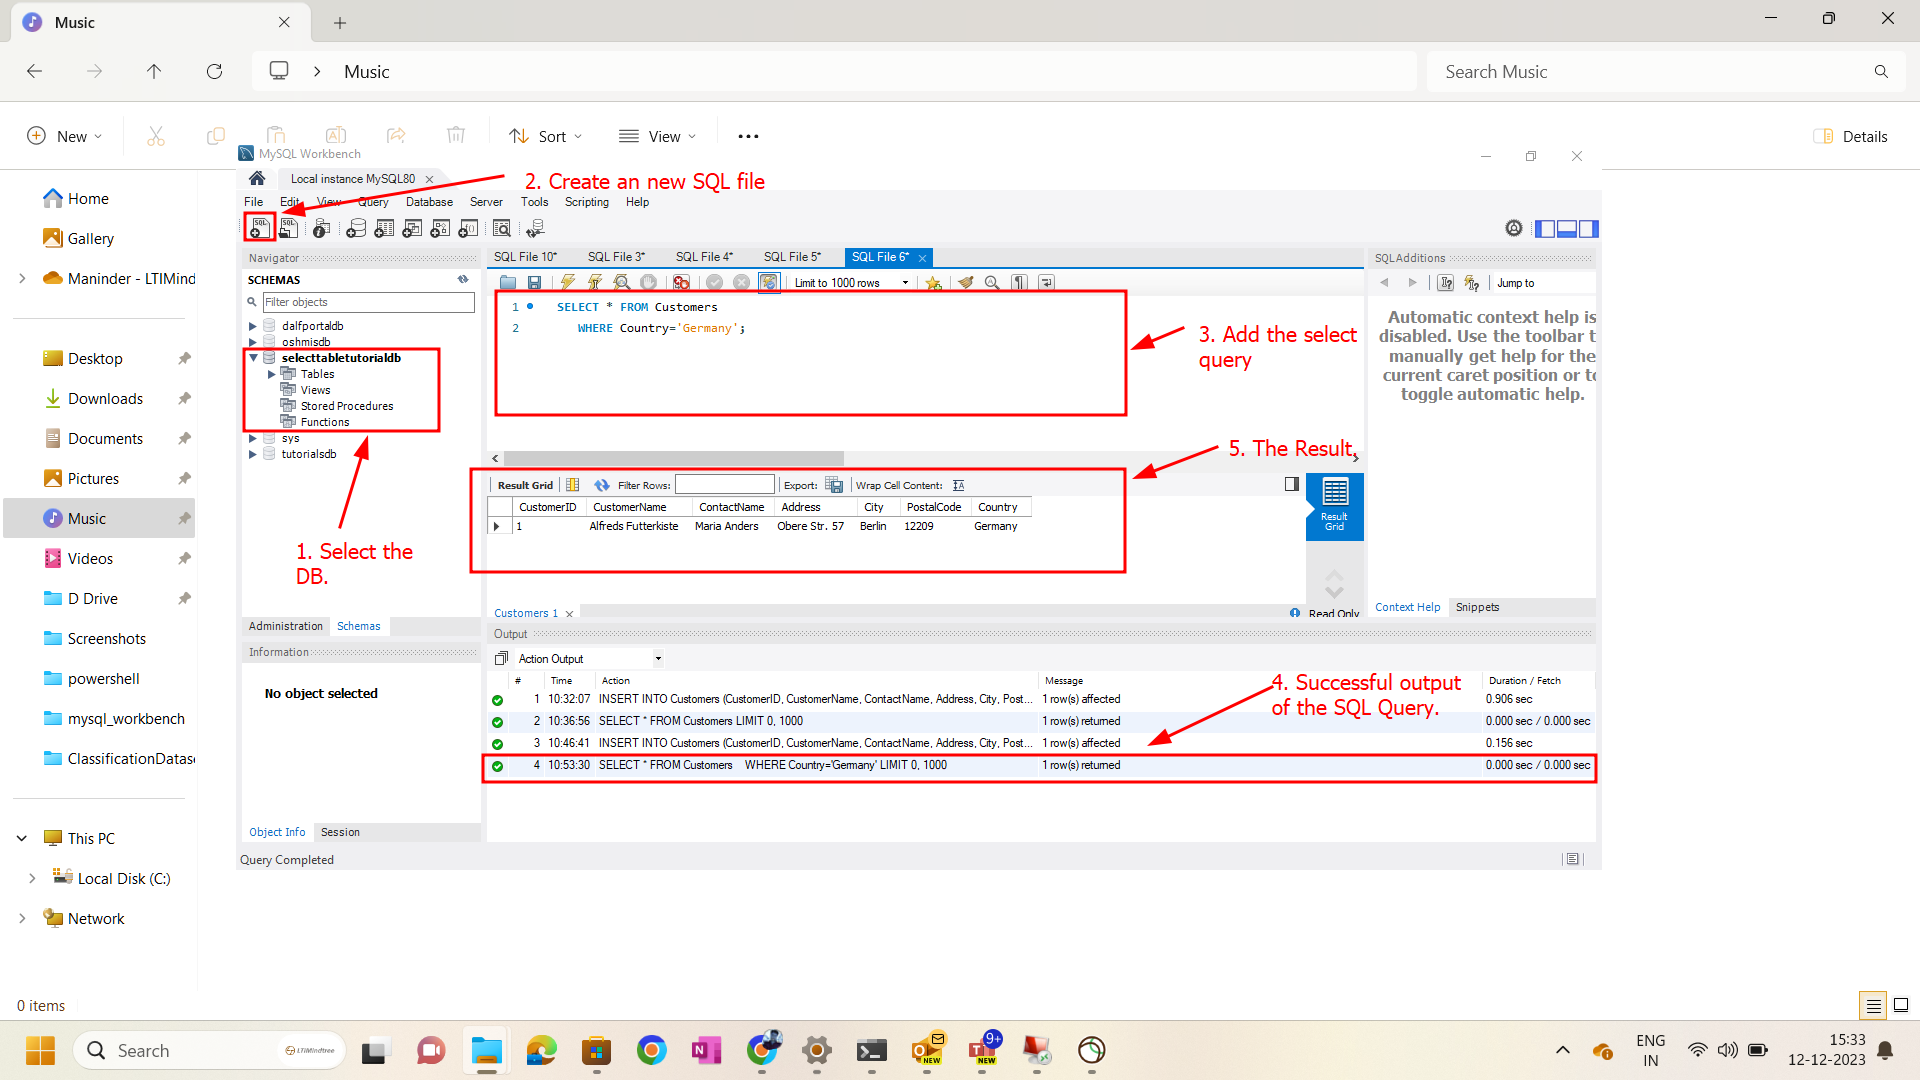 Music
Music
Search Music
New
Sort
View
Details
Home
Gallery
Maninder - LTIMind
Desktop
Downloads
Documents
Pictures
Music
Videos
D Drive
Screenshots
powershell
mysql_workbench
ClassificationDatas
This PC
Local Disk (C:)
Network
0 items
MySQL Workbench
Local instance MySQL80
2. Create an new SQL file
File Edit View Query Database Server Tools Scripting Help
Navigator
SCHEMAS
Filter objects
dalfportaldb
oshmisdb
selecttabletutorialdb
Tables
Views
Stored Procedures
Functions
sys
tutorialsdb
1. Select the
DB.
Administration Schemas
Information
No object selected
Object Info Session
Query Completed
SQL File 10* SQL File 3* SQL File 4* SQL File 5* SQL File 6*
Limit to 1000 rows
1 SELECT * FROM Customers
2 WHERE Country='Germany';
3. Add the select
query
5. The Result.
Result Grid Filter Rows: Export: Wrap Cell Content:
CustomerID CustomerName ContactName Address City PostalCode Country
1 Alfreds Futterkiste Maria Anders Obere Str. 57 Berlin 12209 Germany
Result
Grid
Customers 1
Read Only
SQLAdditions
Jump to
Automatic context help is
disabled. Use the toolbar t
manually get help for the
current caret position or to
toggle automatic help.
Context Help Snippets
Output
Action Output
# Time Action Message Duration / Fetch
1 10:32:07 INSERT INTO Customers (CustomerID, CustomerName, ContactName, Address, City, Post... 1 row(s) affected 0.906 sec
2 10:36:56 SELECT * FROM Customers LIMIT 0, 1000 1 row(s) returned 0.000 sec / 0.000 sec
3 10:46:41 INSERT INTO Customers (CustomerID, CustomerName, ContactName, Address, City, Post... 1 row(s) affected 0.156 sec
4 10:53:30 SELECT * FROM Customers WHERE Country='Germany' LIMIT 0, 1000 1 row(s) returned 0.000 sec / 0.000 sec
4. Successful output
of the SQL Query.
Search
LTIMindtree
NEW
9+
NEW
ENG
IN
15:33
12-12-2023